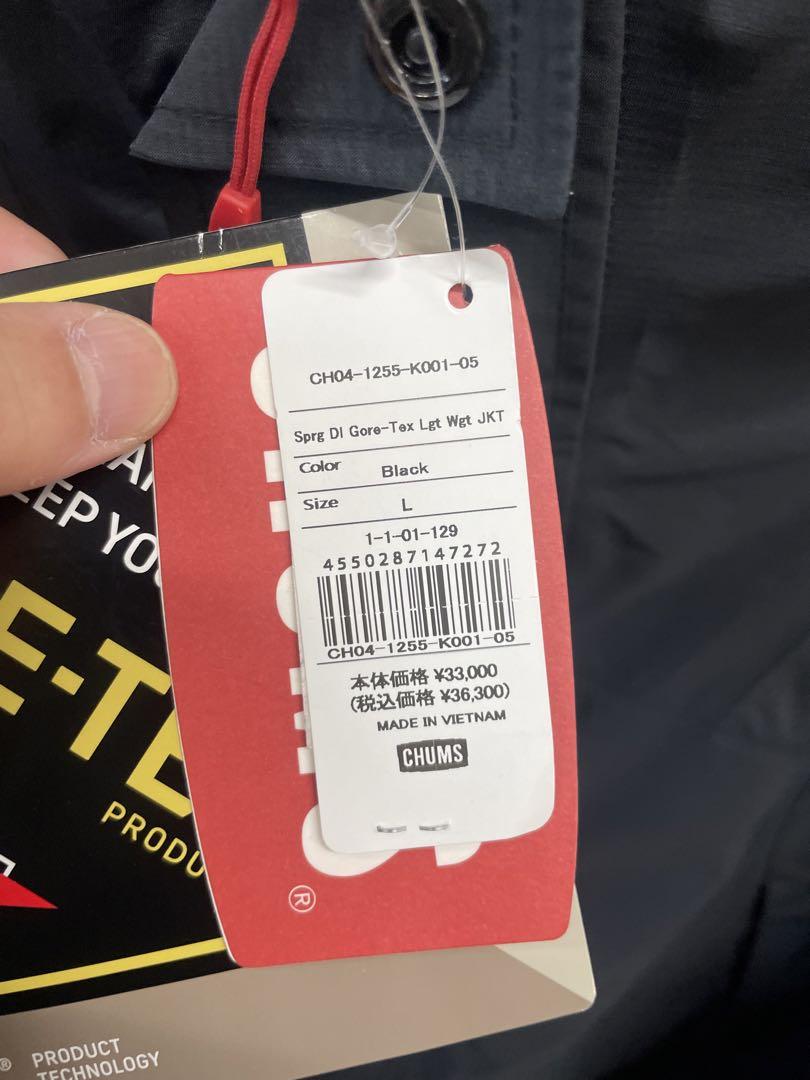 CH04-1255-K001-05
Sprg Dl Gore-Tex Lgt Wgt JKT
Color Black
Size L
1-1-01-129
4550287147272
CH04-1255-K001-05
本体価格 ¥33,000
(税込価格 ¥36,300)
MADE IN VIETNAM
CHUMS
®
YOU
E-TE
PRODU
® PRODUCT
TECHNOLOGY